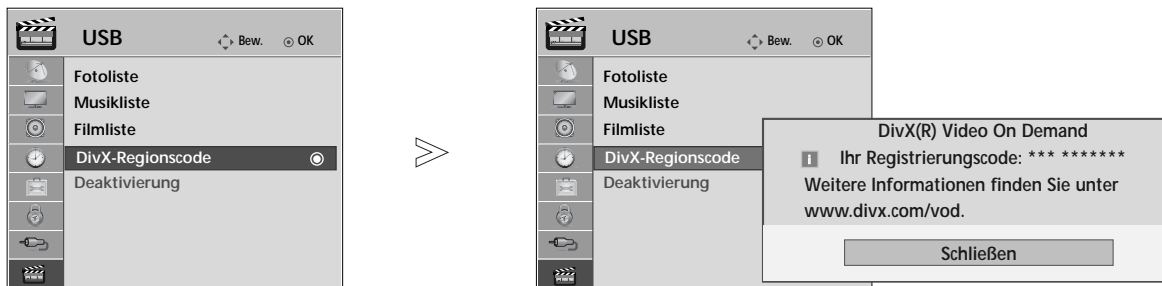 USB Bew. OK
Fotoliste
Musikliste
Filmliste
DivX-Regionscode
Deaktivierung
USB Bew. OK
Fotoliste
Musikliste
Filmliste
DivX-Regionscode
Deaktivierung
DivX(R) Video On Demand
i Ihr Registrierungscode: *** *******
Weitere Informationen finden Sie unter
www.divx.com/vod.
Schließen